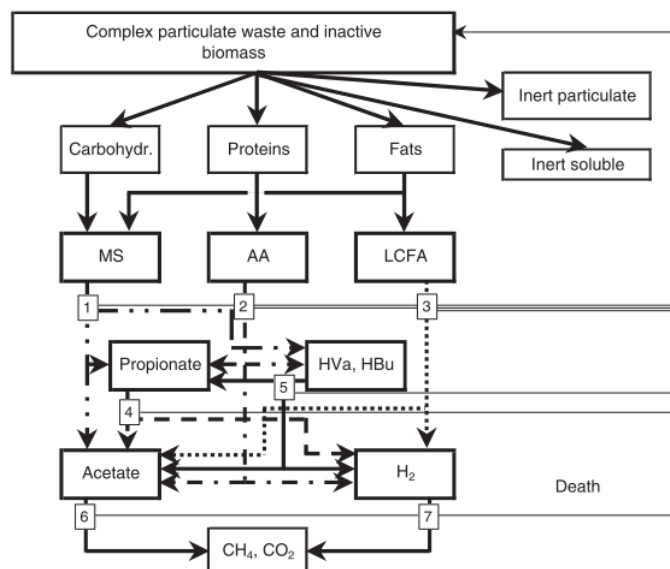 Complex particulate waste and inactive
biomass
Inert particulate
Carbohydr.
Proteins
Fats
Inert soluble
MS
AA
LCFA
1
2
3
Propionate
HVa, HBu
5
4
Acetate
H₂
Death
6
7
CH₄, CO₂